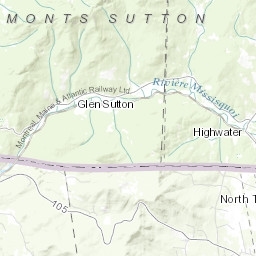 MONTS SUTTON
Rivière Missisquoi
Montreal, Maine & Atlantic Railway Ltd
Glen Sutton
Highwater
North T
105